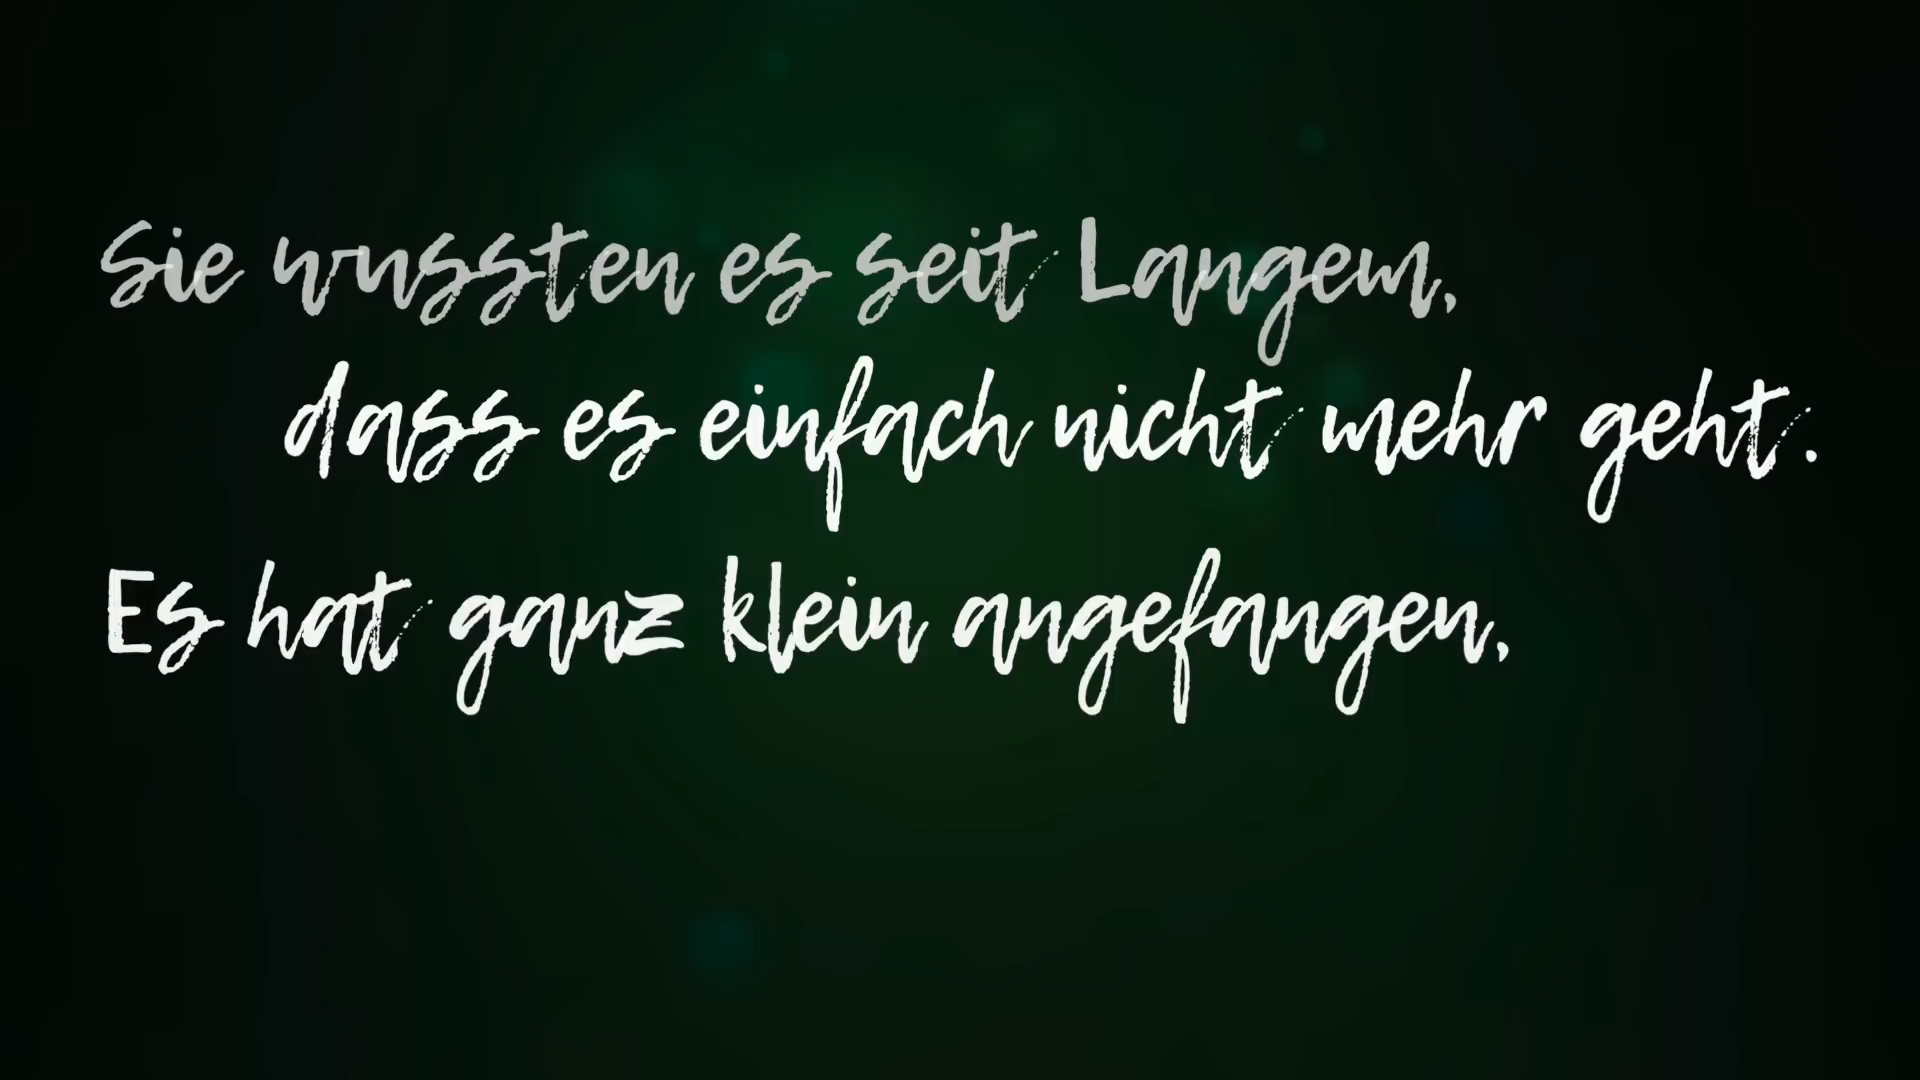 Sie wussten es seit Langem,
dass es einfach nicht mehr geht.
Es hat ganz klein angefangen,